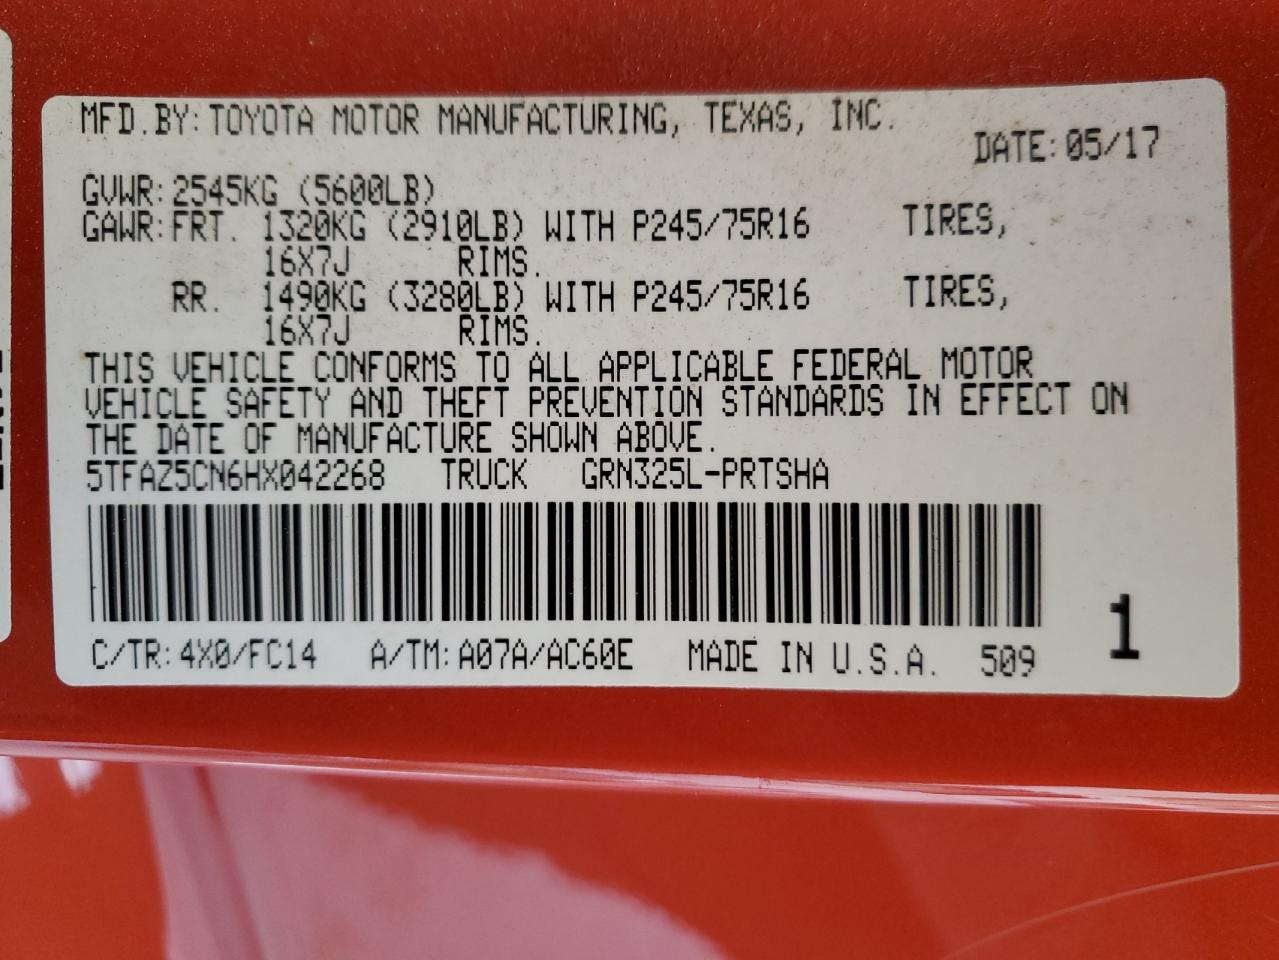 MFD.BY:TOYOTA MOTOR MANUFACTURING, TEXAS, INC.
DATE:05/17
GVWR:2545KG (5600LB)
GAWR:FRT. 1320KG (2910LB) WITH P245/75R16 TIRES,
16X7J RIMS.
RR. 1490KG (3280LB) WITH P245/75R16 TIRES,
16X7J RIMS.
THIS VEHICLE CONFORMS TO ALL APPLICABLE FEDERAL MOTOR
VEHICLE SAFETY AND THEFT PREVENTION STANDARDS IN EFFECT ON
THE DATE OF MANUFACTURE SHOWN ABOVE.
5TFAZ5CN6HX042268 TRUCK GRN325L-PRTSHA
C/TR:4X0/FC14 A/TM:A07A/AC60E MADE IN U.S.A. 509
1